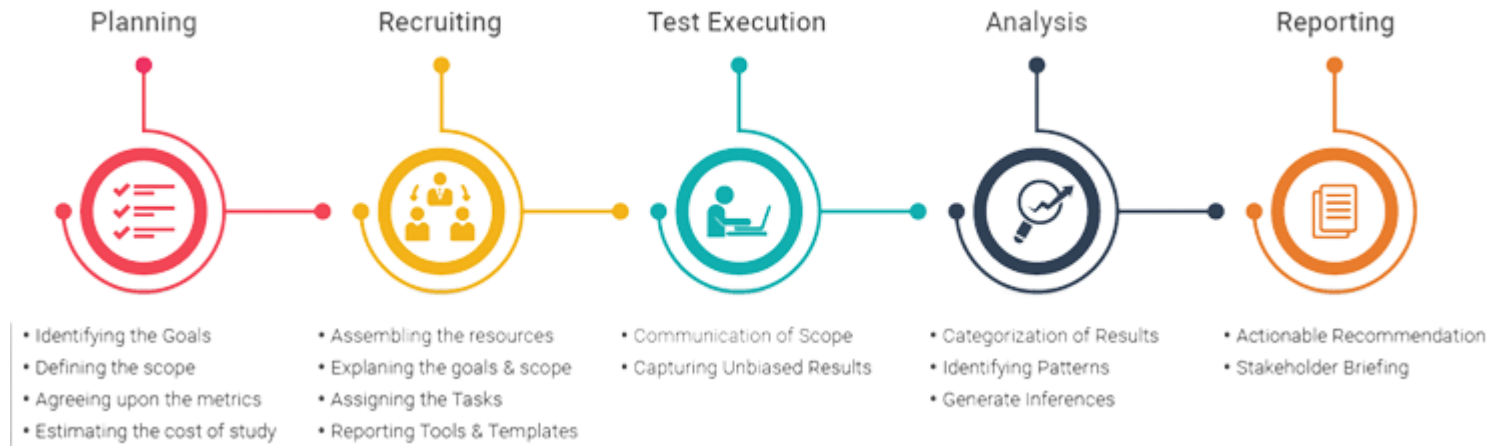 Planning
Recruiting
Test Execution
Analysis
Reporting
• Identifying the Goals
• Defining the scope
• Agreeing upon the metrics
• Estimating the cost of study
• Assembling the resources
• Explaning the goals & scope
• Assigning the Tasks
• Reporting Tools & Templates
• Communication of Scope
• Capturing Unbiased Results
• Categorization of Results
• Identifying Patterns
• Generate Inferences
• Actionable Recommendation
• Stakeholder Briefing